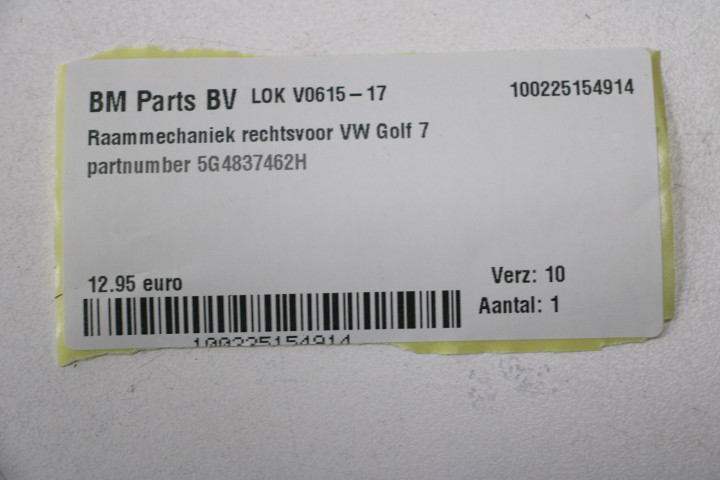 BM Parts BV LOK V0615-17 100225154914
Raammechaniek rechtsvoor VW Golf 7
partnumber 5G4837462H
12.95 euro Verz: 10
Aantal: 1
100225154914